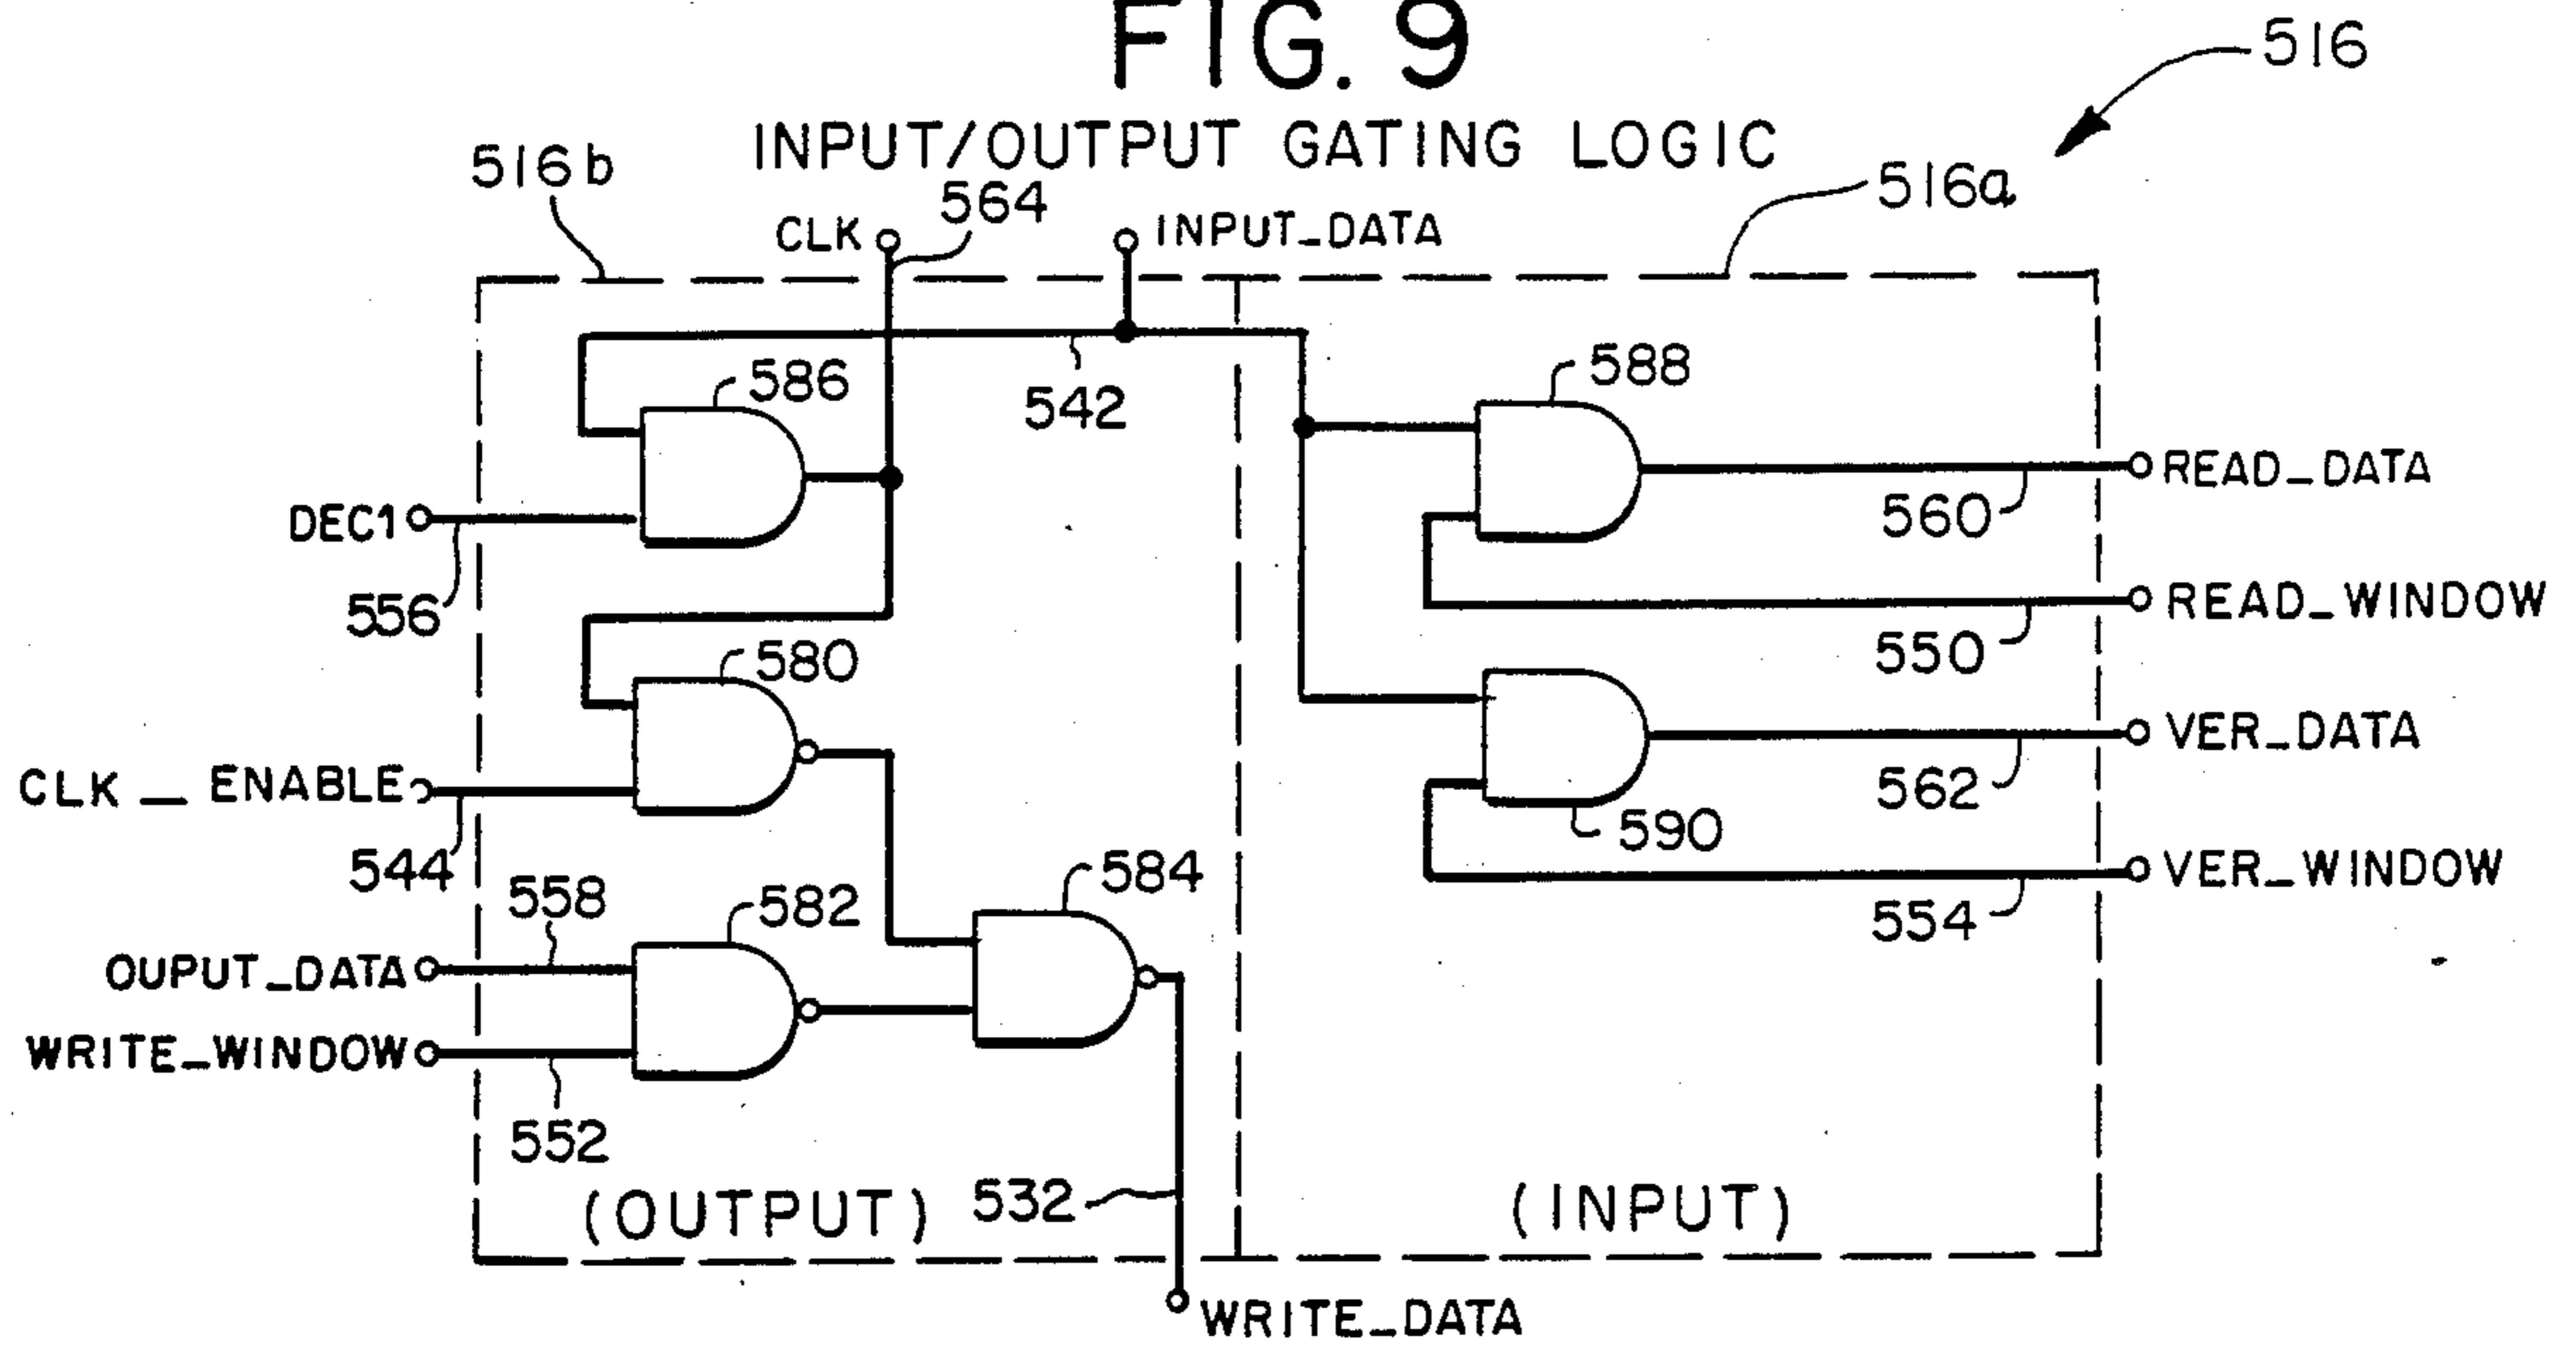 FIG. 9
516
INPUT/OUTPUT GATING LOGIC
516b
564
516a
CLK
INPUT_DATA
586
542
588
DEC1
READ_DATA
560
556
READ_WINDOW
550
580
CLK _ ENABLE
VER_DATA
562
590
544
558
582
584
VER_WINDOW
554
OUPUT_DATA
WRITE_WINDOW
552
532
(OUTPUT)
(INPUT)
WRITE_DATA